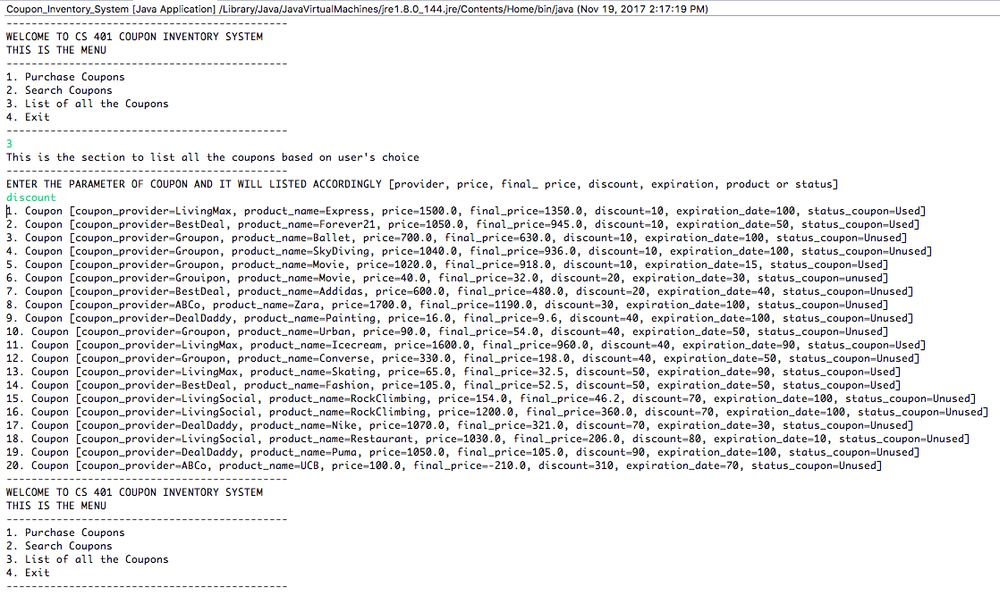 Coupon_Inventory_System [Java Application] /Library/Java/JavaVirtualMachines/jre1.8.0_144.jre/Contents/Home/bin/java (Nov 19, 2017 2:17:19 PM)
---------------------------------------------
WELCOME TO CS 401 COUPON INVENTORY SYSTEM
THIS IS THE MENU
---------------------------------------------
1. Purchase Coupons
2. Search Coupons
3. List of all the Coupons
4. Exit
---------------------------------------------
3
This is the section to list all the coupons based on user's choice
---------------------------------------------
ENTER THE PARAMETER OF COUPON AND IT WILL LISTED ACCORDINGLY [provider, price, final_ price, discount, expiration, product or status]
discount
1. Coupon [coupon_provider=LivingMax, product_name=Express, price=1500.0, final_price=1350.0, discount=10, expiration_date=100, status_coupon=Used]
2. Coupon [coupon_provider=BestDeal, product_name=Forever21, price=1050.0, final_price=945.0, discount=10, expiration_date=50, status_coupon=Used]
3. Coupon [coupon_provider=Groupon, product_name=Ballet, price=700.0, final_price=630.0, discount=10, expiration_date=100, status_coupon=Unused]
4. Coupon [coupon_provider=Groupon, product_name=SkyDiving, price=1040.0, final_price=936.0, discount=10, expiration_date=100, status_coupon=Unused]
5. Coupon [coupon_provider=Groupon, product_name=Movie, price=1020.0, final_price=918.0, discount=10, expiration_date=15, status_coupon=Used]
6. Coupon [coupon_provider=Grouipon, product_name=Movie, price=40.0, final_price=32.0, discount=20, expiration_date=30, status_coupon=unused]
7. Coupon [coupon_provider=BestDeal, product_name=Addidas, price=600.0, final_price=480.0, discount=20, expiration_date=40, status_coupon=Unused]
8. Coupon [coupon_provider=ABCo, product_name=Zara, price=1700.0, final_price=1190.0, discount=30, expiration_date=100, status_coupon=Unused]
9. Coupon [coupon_provider=DealDaddy, product_name=Painting, price=16.0, final_price=9.6, discount=40, expiration_date=100, status_coupon=Unused]
10. Coupon [coupon_provider=Groupon, product_name=Urban, price=90.0, final_price=54.0, discount=40, expiration_date=50, status_coupon=Unused]
11. Coupon [coupon_provider=LivingMax, product_name=Icecream, price=1600.0, final_price=960.0, discount=40, expiration_date=90, status_coupon=Used]
12. Coupon [coupon_provider=Groupon, product_name=Converse, price=330.0, final_price=198.0, discount=40, expiration_date=50, status_coupon=Unused]
13. Coupon [coupon_provider=LivingMax, product_name=Skating, price=65.0, final_price=32.5, discount=50, expiration_date=90, status_coupon=Used]
14. Coupon [coupon_provider=BestDeal, product_name=Fashion, price=105.0, final_price=52.5, discount=50, expiration_date=50, status_coupon=Used]
15. Coupon [coupon_provider=LivingSocial, product_name=RockClimbing, price=154.0, final_price=46.2, discount=70, expiration_date=100, status_coupon=Unused]
16. Coupon [coupon_provider=LivingSocial, product_name=RockClimbing, price=1200.0, final_price=360.0, discount=70, expiration_date=100, status_coupon=Unused]
17. Coupon [coupon_provider=DealDaddy, product_name=Nike, price=1070.0, final_price=321.0, discount=70, expiration_date=30, status_coupon=Unused]
18. Coupon [coupon_provider=LivingSocial, product_name=Restaurant, price=1030.0, final_price=206.0, discount=80, expiration_date=10, status_coupon=Unused]
19. Coupon [coupon_provider=DealDaddy, product_name=Puma, price=1050.0, final_price=105.0, discount=90, expiration_date=100, status_coupon=Unused]
20. Coupon [coupon_provider=ABCo, product_name=UCB, price=100.0, final_price=-210.0, discount=310, expiration_date=70, status_coupon=Unused]
---------------------------------------------
WELCOME TO CS 401 COUPON INVENTORY SYSTEM
THIS IS THE MENU
---------------------------------------------
1. Purchase Coupons
2. Search Coupons
3. List of all the Coupons
4. Exit
---------------------------------------------